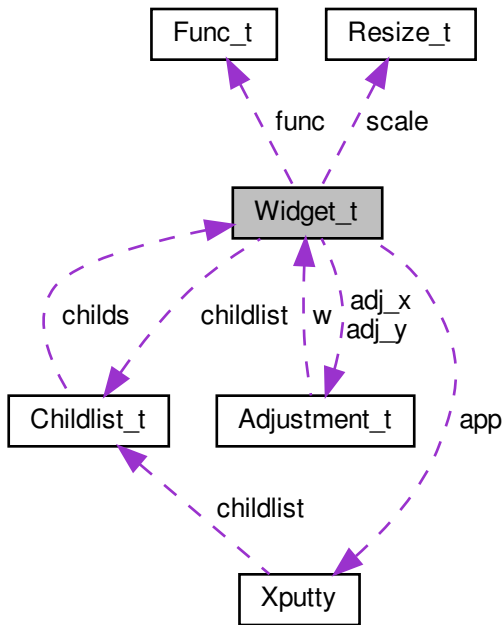 Func_t
Resize_t
func
scale
Widget_t
childs
childlist
w
adj_x
adj_y
Childlist_t
Adjustment_t
app
childlist
Xputty